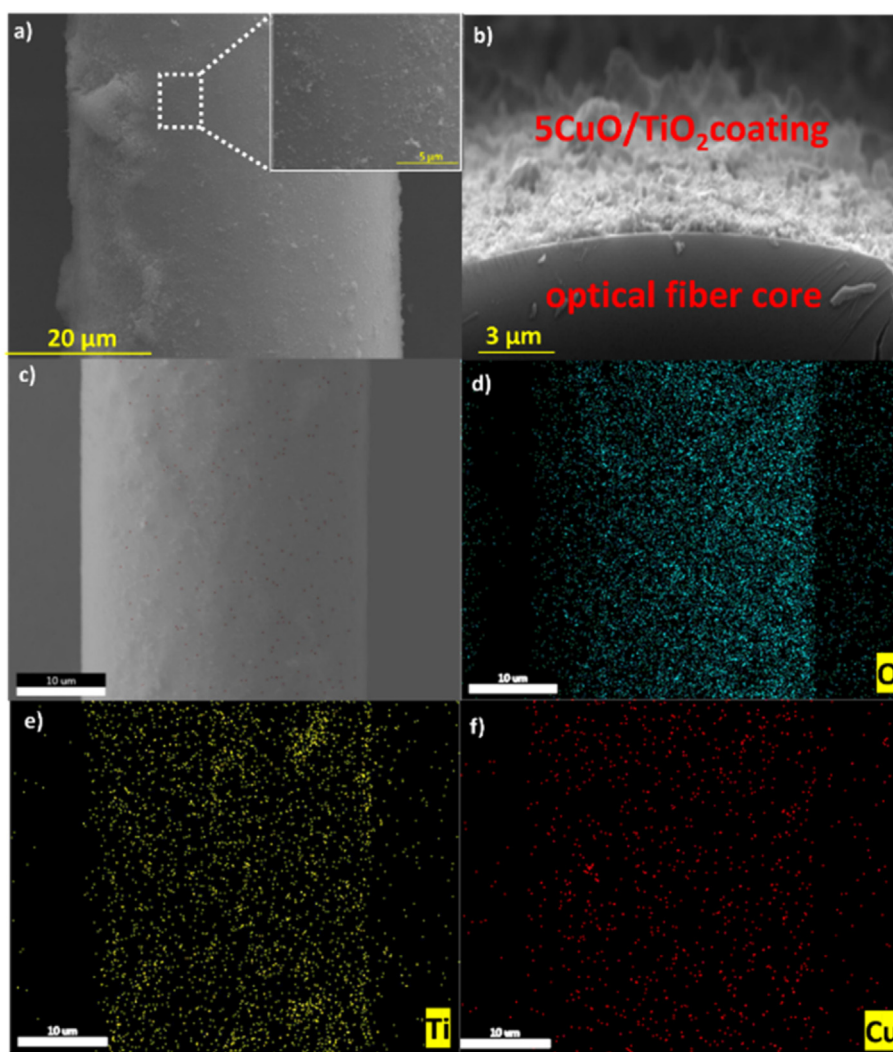 a)
5 μm
20 μm
b)
5CuO/TiO₂coating
optical fiber core
3 μm
c)
10 um
d)
10 um
O
e)
10 um
Ti
f)
10 um
Cu